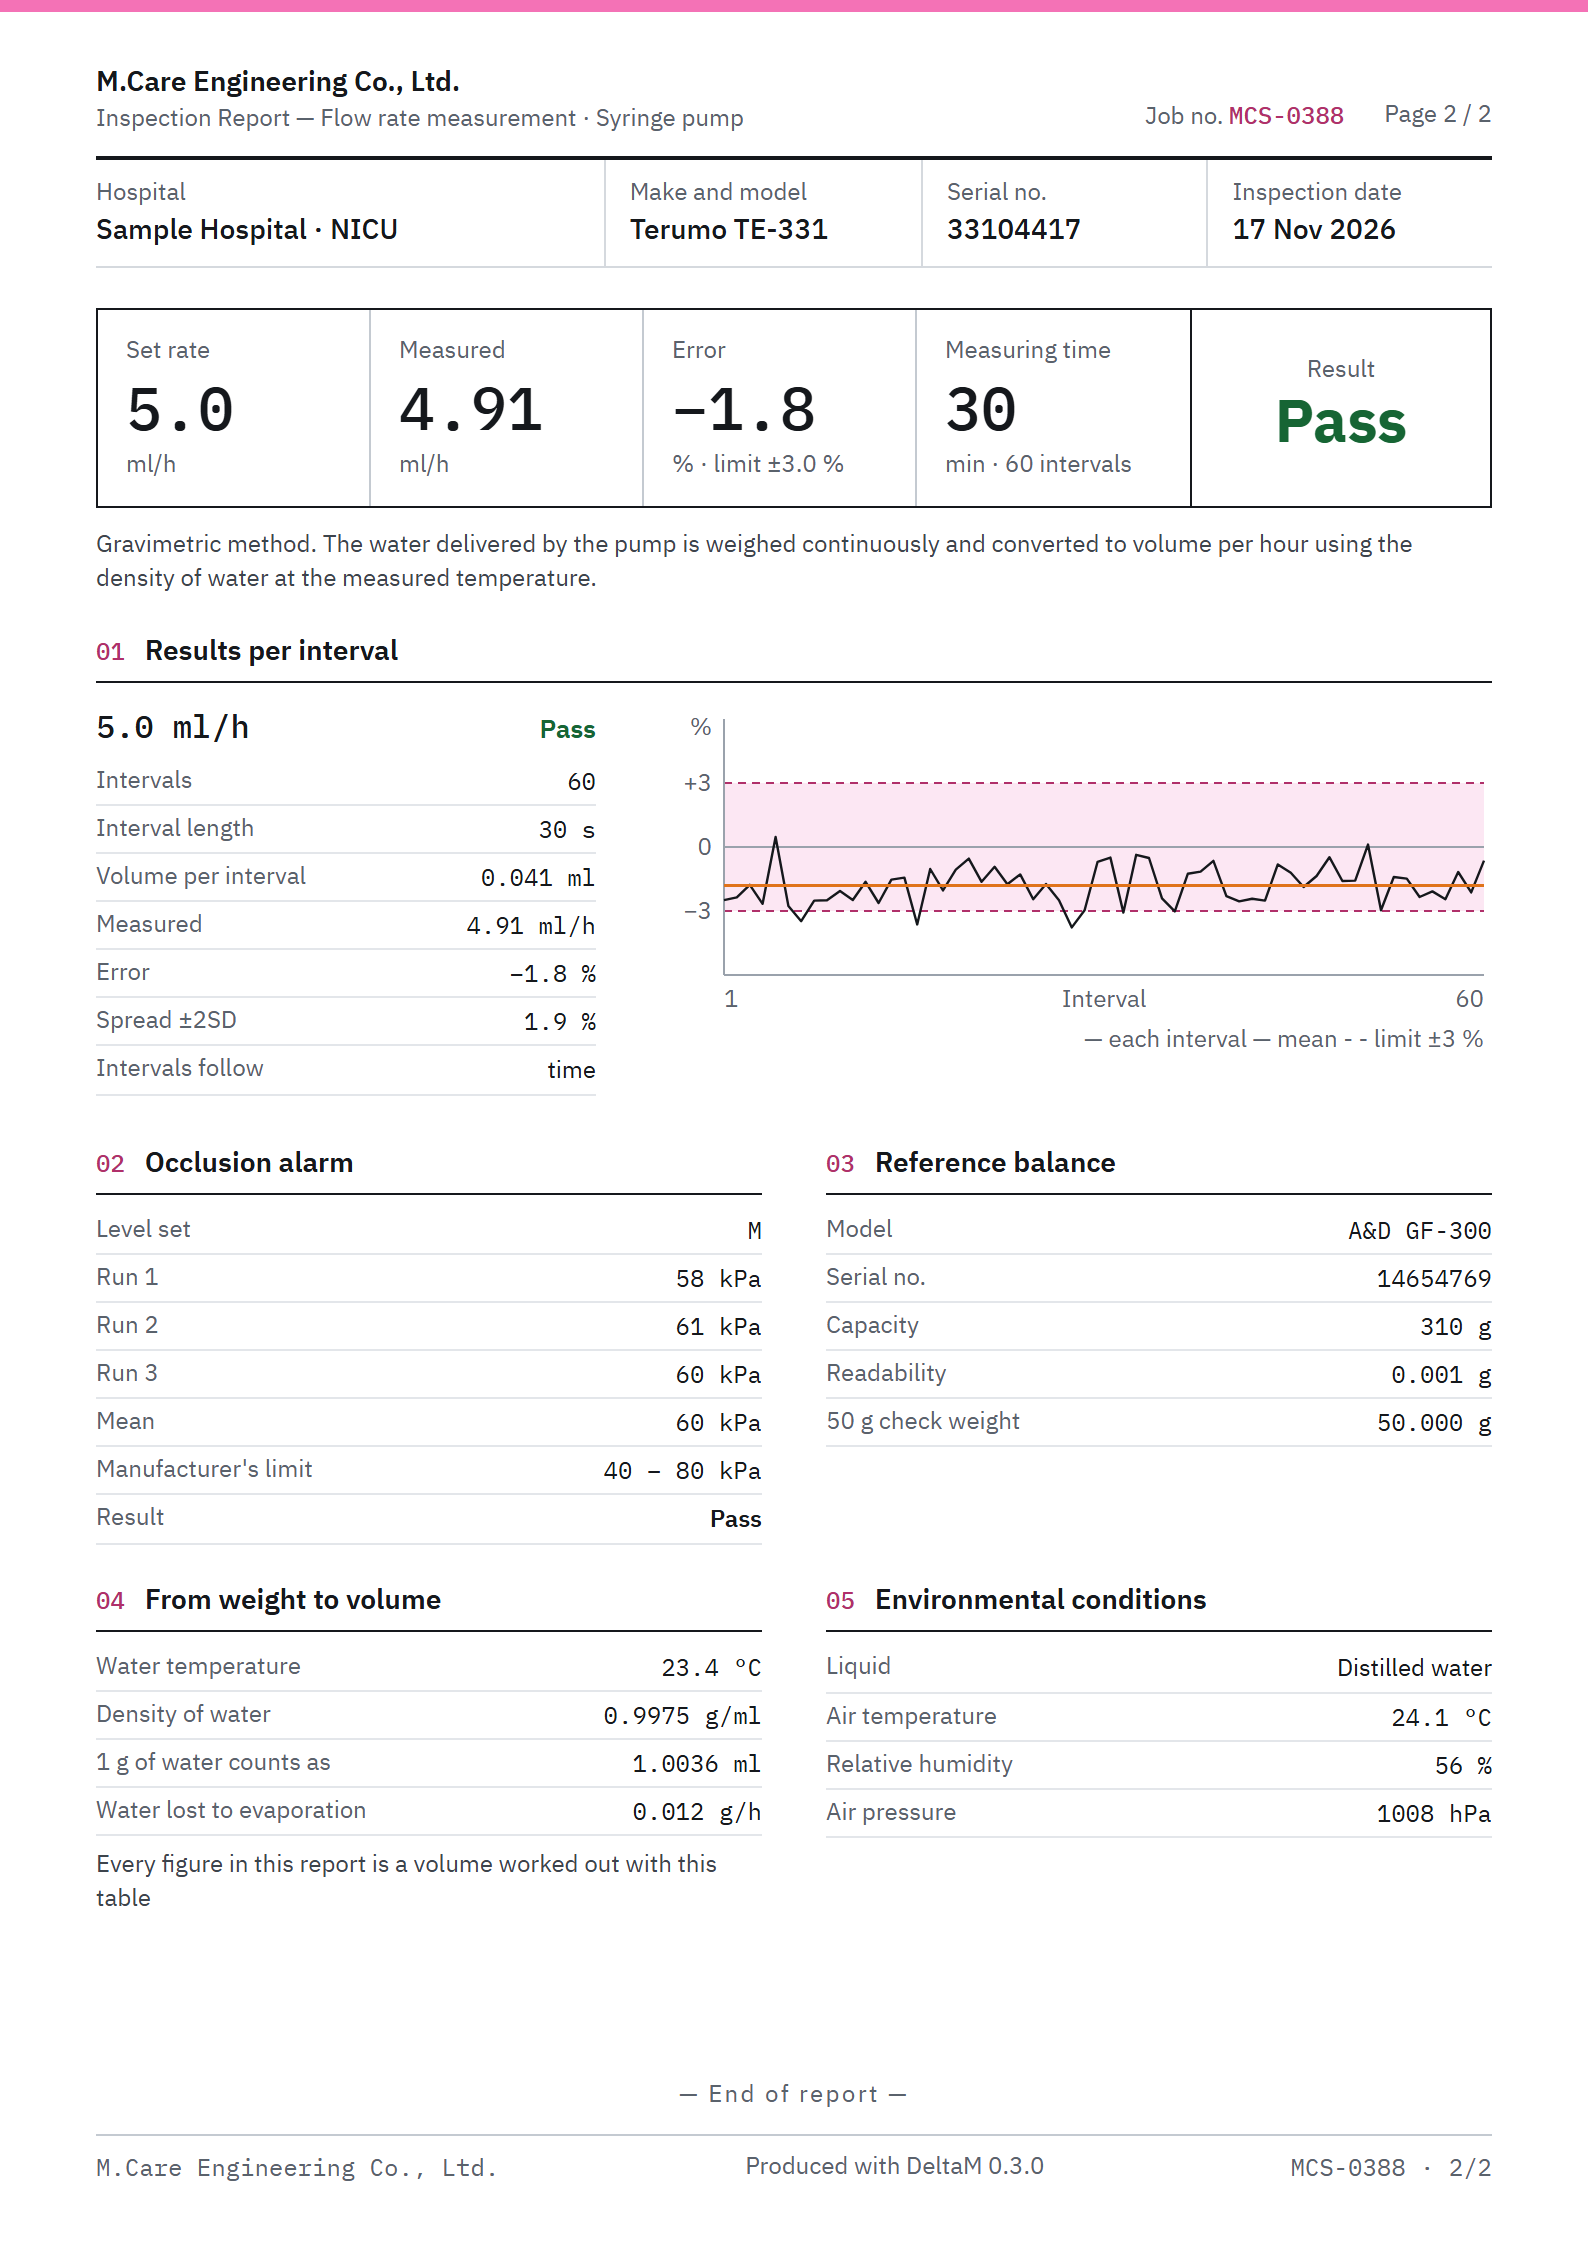 M.Care Engineering Co., Ltd.
Inspection Report — Flow rate measurement · Syringe pump
Job no. MCS-0388 Page 2 / 2
Hospital
Sample Hospital · NICU
Make and model
Terumo TE-331
Serial no.
33104417
Inspection date
17 Nov 2026
Set rate
5.0
ml/h
Measured
4.91
ml/h
Error
−1.8
% · limit ±3.0 %
Measuring time
30
min · 60 intervals
Result
Pass
Gravimetric method. The water delivered by the pump is weighed continuously and converted to volume per hour using the
density of water at the measured temperature.
01 Results per interval
5.0 ml/h Pass
Intervals 60
Interval length 30 s
Volume per interval 0.041 ml
Measured 4.91 ml/h
Error −1.8 %
Spread ±2SD 1.9 %
Intervals follow time
%
+3
0
−3
1 Interval 60
— each interval — mean - - limit ±3 %
02 Occlusion alarm
Level set M
Run 1 58 kPa
Run 2 61 kPa
Run 3 60 kPa
Mean 60 kPa
Manufacturer's limit 40 – 80 kPa
Result Pass
03 Reference balance
Model A&D GF-300
Serial no. 14654769
Capacity 310 g
Readability 0.001 g
50 g check weight 50.000 g
04 From weight to volume
Water temperature 23.4 °C
Density of water 0.9975 g/ml
1 g of water counts as 1.0036 ml
Water lost to evaporation 0.012 g/h
Every figure in this report is a volume worked out with this
table
05 Environmental conditions
Liquid Distilled water
Air temperature 24.1 °C
Relative humidity 56 %
Air pressure 1008 hPa
— End of report —
M.Care Engineering Co., Ltd. Produced with DeltaM 0.3.0 MCS-0388 · 2/2